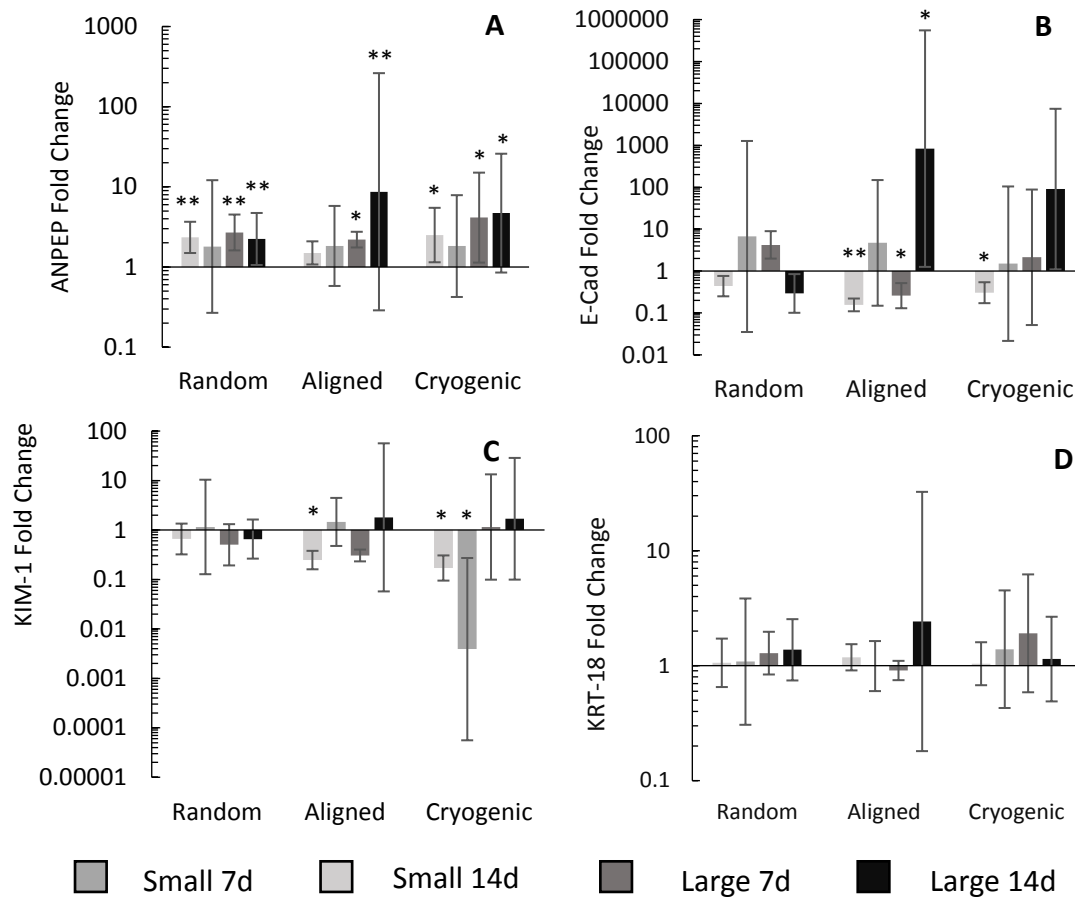 A
ANPEP Fold Change
1000
100
10
1
0.1
** ** ** * ** * * *
Random Aligned Cryogenic
B
E-Cad Fold Change
1000000
100000
10000
1000
100
10
1
0.1
0.01
** * * *
Random Aligned Cryogenic
C
KIM-1 Fold Change
100
10
1
0.1
0.01
0.001
0.0001
0.00001
* * *
Random Aligned Cryogenic
D
KRT-18 Fold Change
100
10
1
0.1
Random Aligned Cryogenic
Small 7d Small 14d Large 7d Large 14d